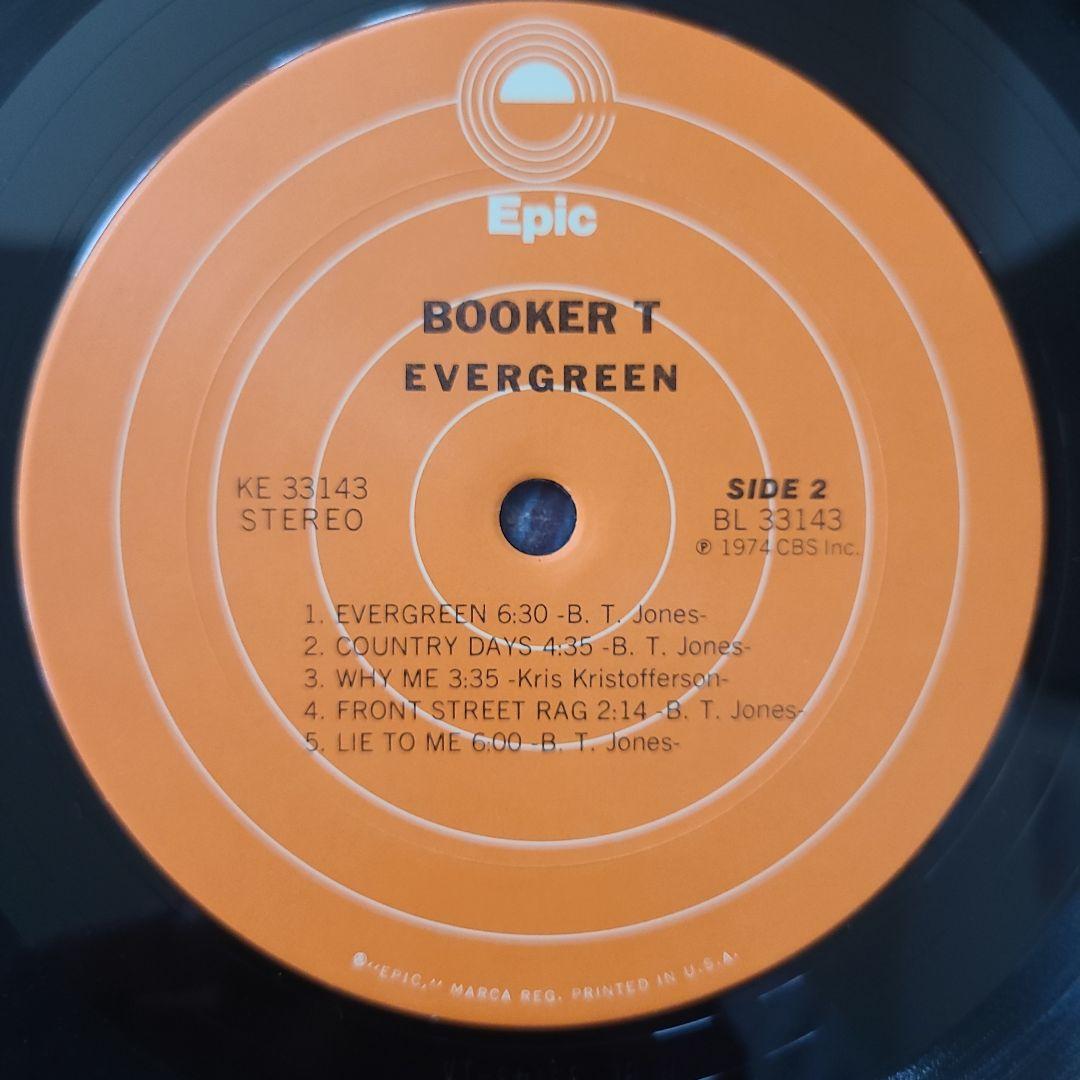 Epic
BOOKER T
EVERGREEN
KE 33143
STEREO
SIDE 2
BL 33143
℗ 1974 CBS Inc.
1. EVERGREEN 6:30 -B. T. Jones-
2. COUNTRY DAYS 4:35 -B. T. Jones-
3. WHY ME 3:35 -Kris Kristofferson-
4. FRONT STREET RAG 2:14 -B. T. Jones-
5. LIE TO ME 6:00 -B. T. Jones-
®"EPIC," MARCA REG. PRINTED IN U.S.A.